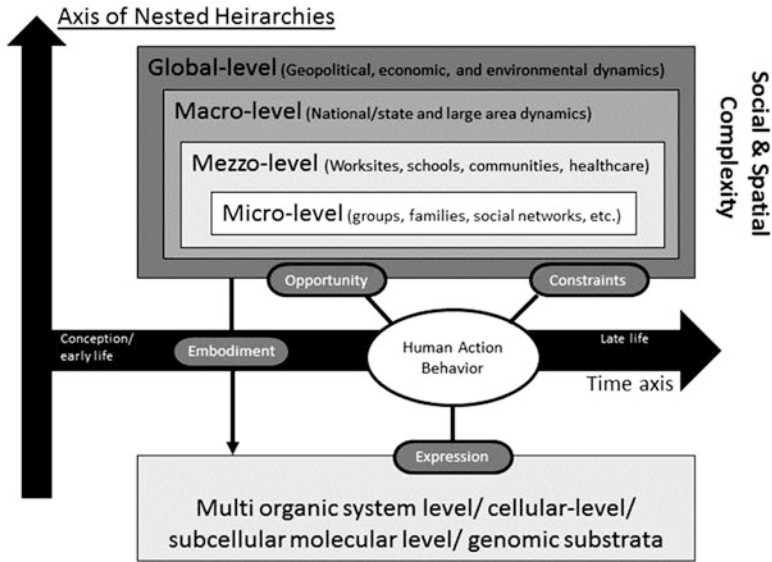 Axis of Nested Heirarchies
Global-level (Geopolitical, economic, and environmental dynamics)
Macro-level (National/state and large area dynamics)
Mezzo-level (Worksites, schools, communities, healthcare)
Micro-level (groups, families, social networks, etc.)
Social & Spatial
Complexity
Opportunity
Constraints
Conception/
early life
Embodiment
Human Action
Behavior
Late life
Time axis
Expression
Multi organic system level/ cellular-level/
subcellular molecular level/ genomic substrata